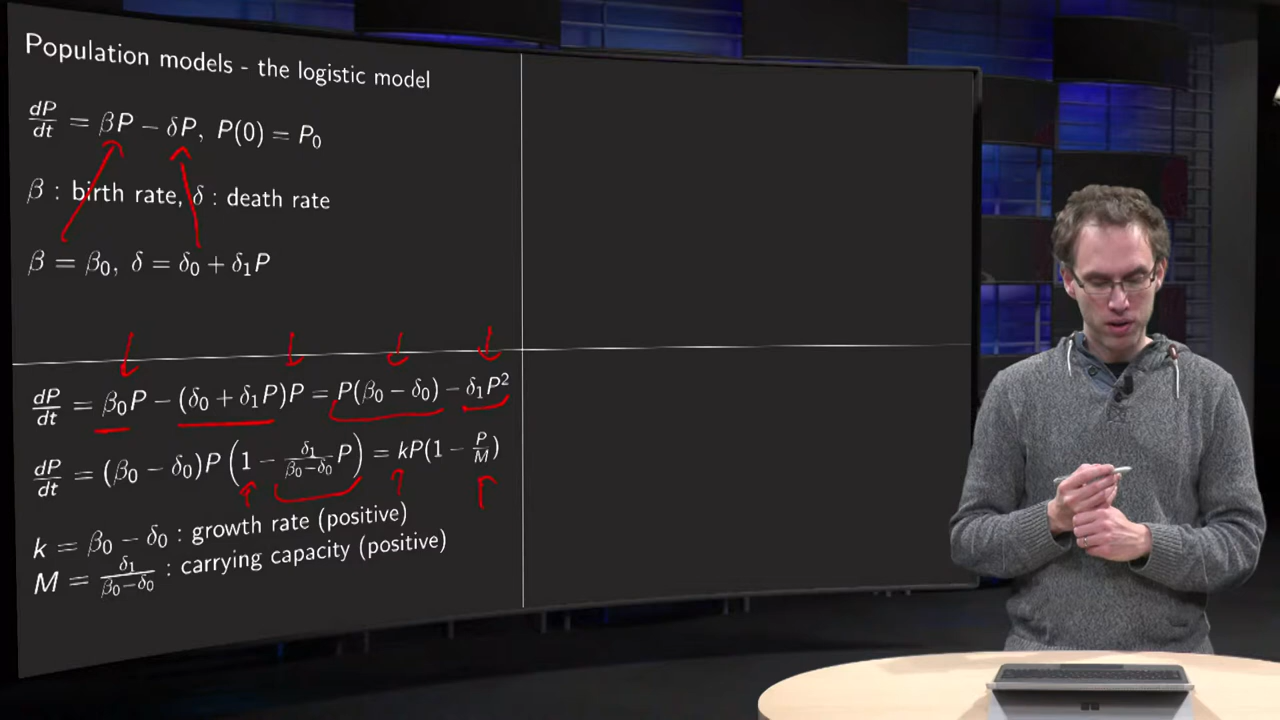 Population models - the logistic model
dP/dt = βP − δP, P(0) = P₀
β : birth rate, δ : death rate
β = β₀, δ = δ₀ + δ₁P
dP/dt = β₀P − (δ₀ + δ₁P)P = P(β₀ − δ₀) − δ₁P²
dP/dt = (β₀ − δ₀)P (1 − δ₁/(β₀−δ₀) P) = kP(1 − P/M)
k = β₀ − δ₀ : growth rate (positive)
M = δ₁/(β₀−δ₀) : carrying capacity (positive)